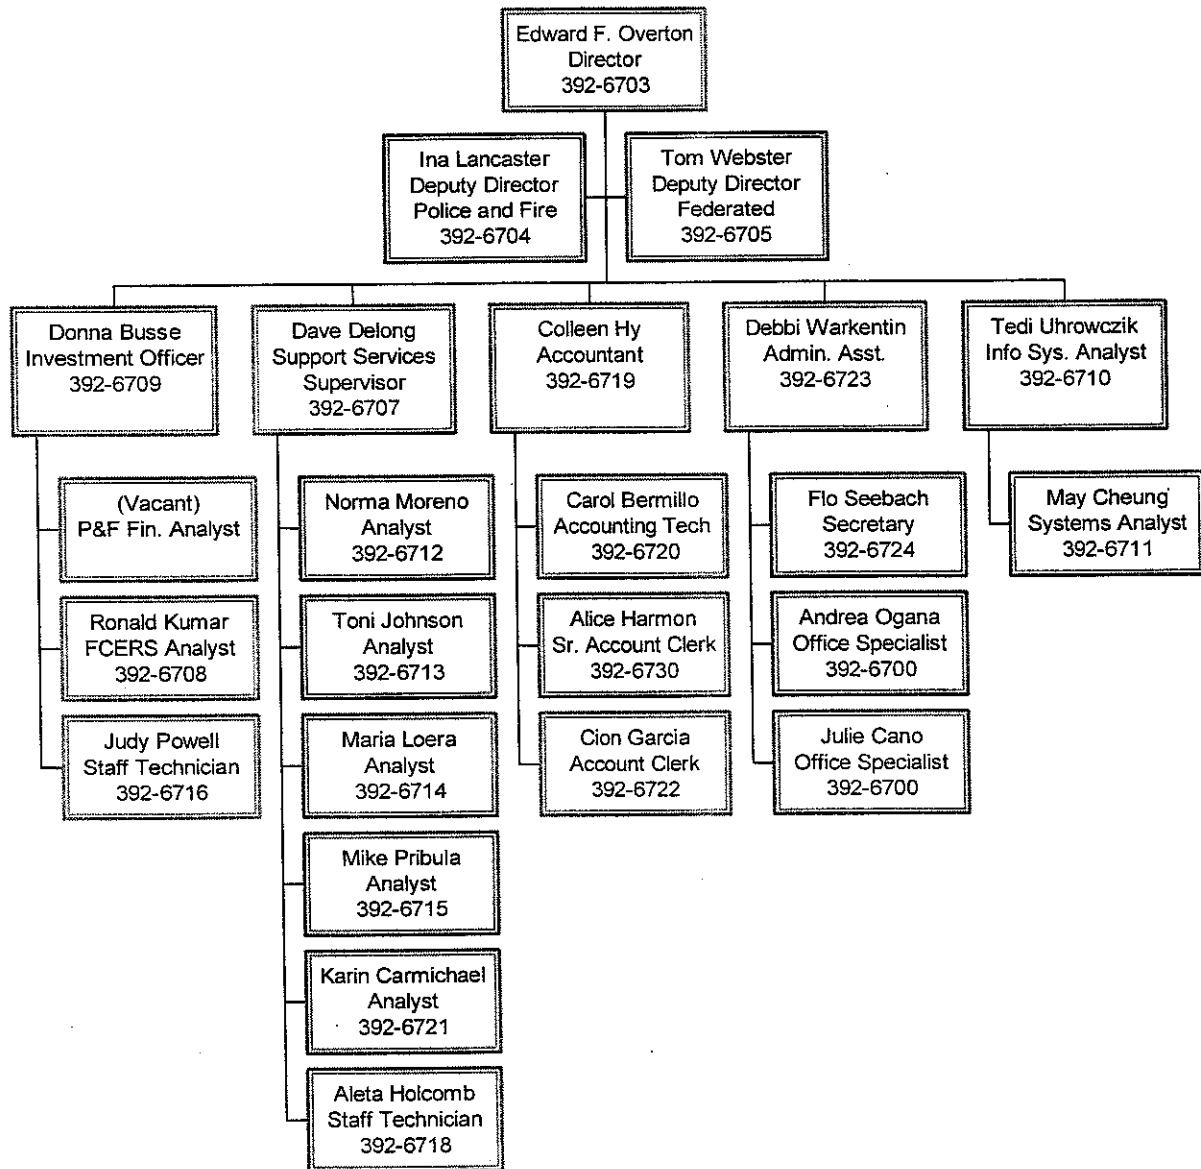 Edward F. Overton
Director
392-6703
Ina Lancaster
Deputy Director
Police and Fire
392-6704
Tom Webster
Deputy Director
Federated
392-6705
Donna Busse
Investment Officer
392-6709
Dave Delong
Support Services
Supervisor
392-6707
Colleen Hy
Accountant
392-6719
Debbi Warkentin
Admin. Asst.
392-6723
Tedi Uhrowczik
Info Sys. Analyst
392-6710
(Vacant)
P&F Fin. Analyst
Ronald Kumar
FCERS Analyst
392-6708
Judy Powell
Staff Technician
392-6716
Norma Moreno
Analyst
392-6712
Toni Johnson
Analyst
392-6713
Maria Loera
Analyst
392-6714
Mike Pribula
Analyst
392-6715
Karin Carmichael
Analyst
392-6721
Aleta Holcomb
Staff Technician
392-6718
Carol Bermillo
Accounting Tech
392-6720
Alice Harmon
Sr. Account Clerk
392-6730
Cion Garcia
Account Clerk
392-6722
Flo Seebach
Secretary
392-6724
Andrea Ogana
Office Specialist
392-6700
Julie Cano
Office Specialist
392-6700
May Cheung
Systems Analyst
392-6711